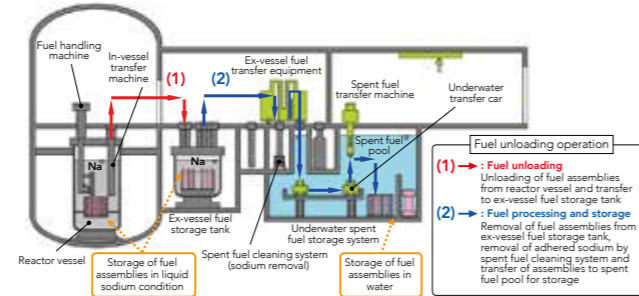 Fuel handling
machine
In-vessel
transfer
machine
(1)
(2)
Ex-vessel fuel
transfer equipment
Spent fuel
transfer machine
Underwater
transfer car
Na
Na
Spent fuel
pool
Reactor vessel
Storage of fuel
assemblies in liquid
sodium condition
Ex-vessel fuel
storage tank
Spent fuel cleaning system
(sodium removal)
Underwater spent
fuel storage system
Storage of fuel
assemblies in
water
Fuel unloading operation
(1) : Fuel unloading
Unloading of fuel assemblies
from reactor vessel and transfer
to ex-vessel fuel storage tank
(2) : Fuel processing and storage
Removal of fuel assemblies from
ex-vessel fuel storage tank,
removal of adhered sodium by
spent fuel cleaning system and
transfer of assemblies to spent
fuel pool for storage